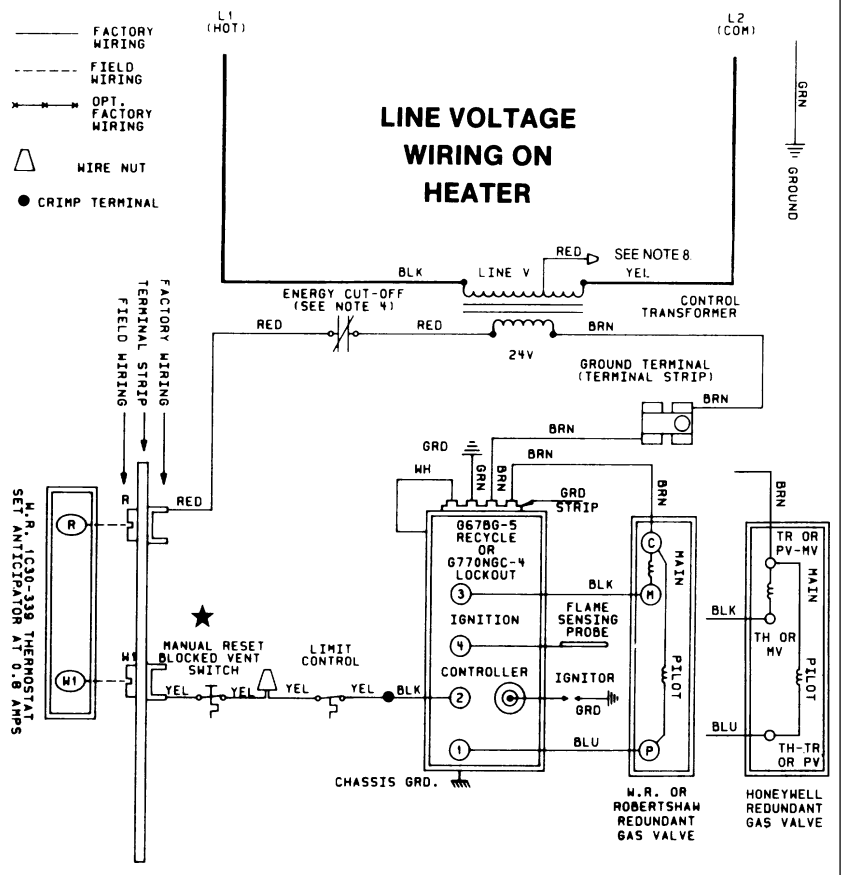 L1
(HOT)
L2
(COM)
FACTORY
WIRING
FIELD
WIRING
OPT.
FACTORY
WIRING
WIRE NUT
CRIMP TERMINAL
LINE VOLTAGE
WIRING ON
HEATER
GRN
GROUND
RED
SEE NOTE 8
BLK
LINE V
YEL
ENERGY CUT-OFF
(SEE NOTE 4)
CONTROL
TRANSFORMER
RED
RED
BRN
24V
FIELD WIRING
TERMINAL STRIP
FACTORY WIRING
GROUND TERMINAL
(TERMINAL STRIP)
BRN
BRN
GRD
BRN
WH
GRN
BRN
BRN
BRN
R
RED
GRD
STRIP
W.R. 1C30-339 THERMOSTAT
SET ANTICIPATOR AT 0.8 AMPS
R
G67BG-5
RECYCLE
OR
G770NGC-4
LOCKOUT
C
MAIN
TR OR
PV-MV
MAIN
3
BLK
M
BLK
IGNITION
FLAME
SENSING
PROBE
TH OR
MV
4
W1
W1
MANUAL RESET
BLOCKED VENT
SWITCH
LIMIT
CONTROL
CONTROLLER
IGNITOR
PILOT
PILOT
YEL
YEL
YEL
YEL
BLK
2
GRD
1
BLU
P
BLU
TH-TR
OR PV
CHASSIS GRD.
W.R. OR
ROBERTSHAW
REDUNDANT
GAS VALVE
HONEYWELL
REDUNDANT
GAS VALVE